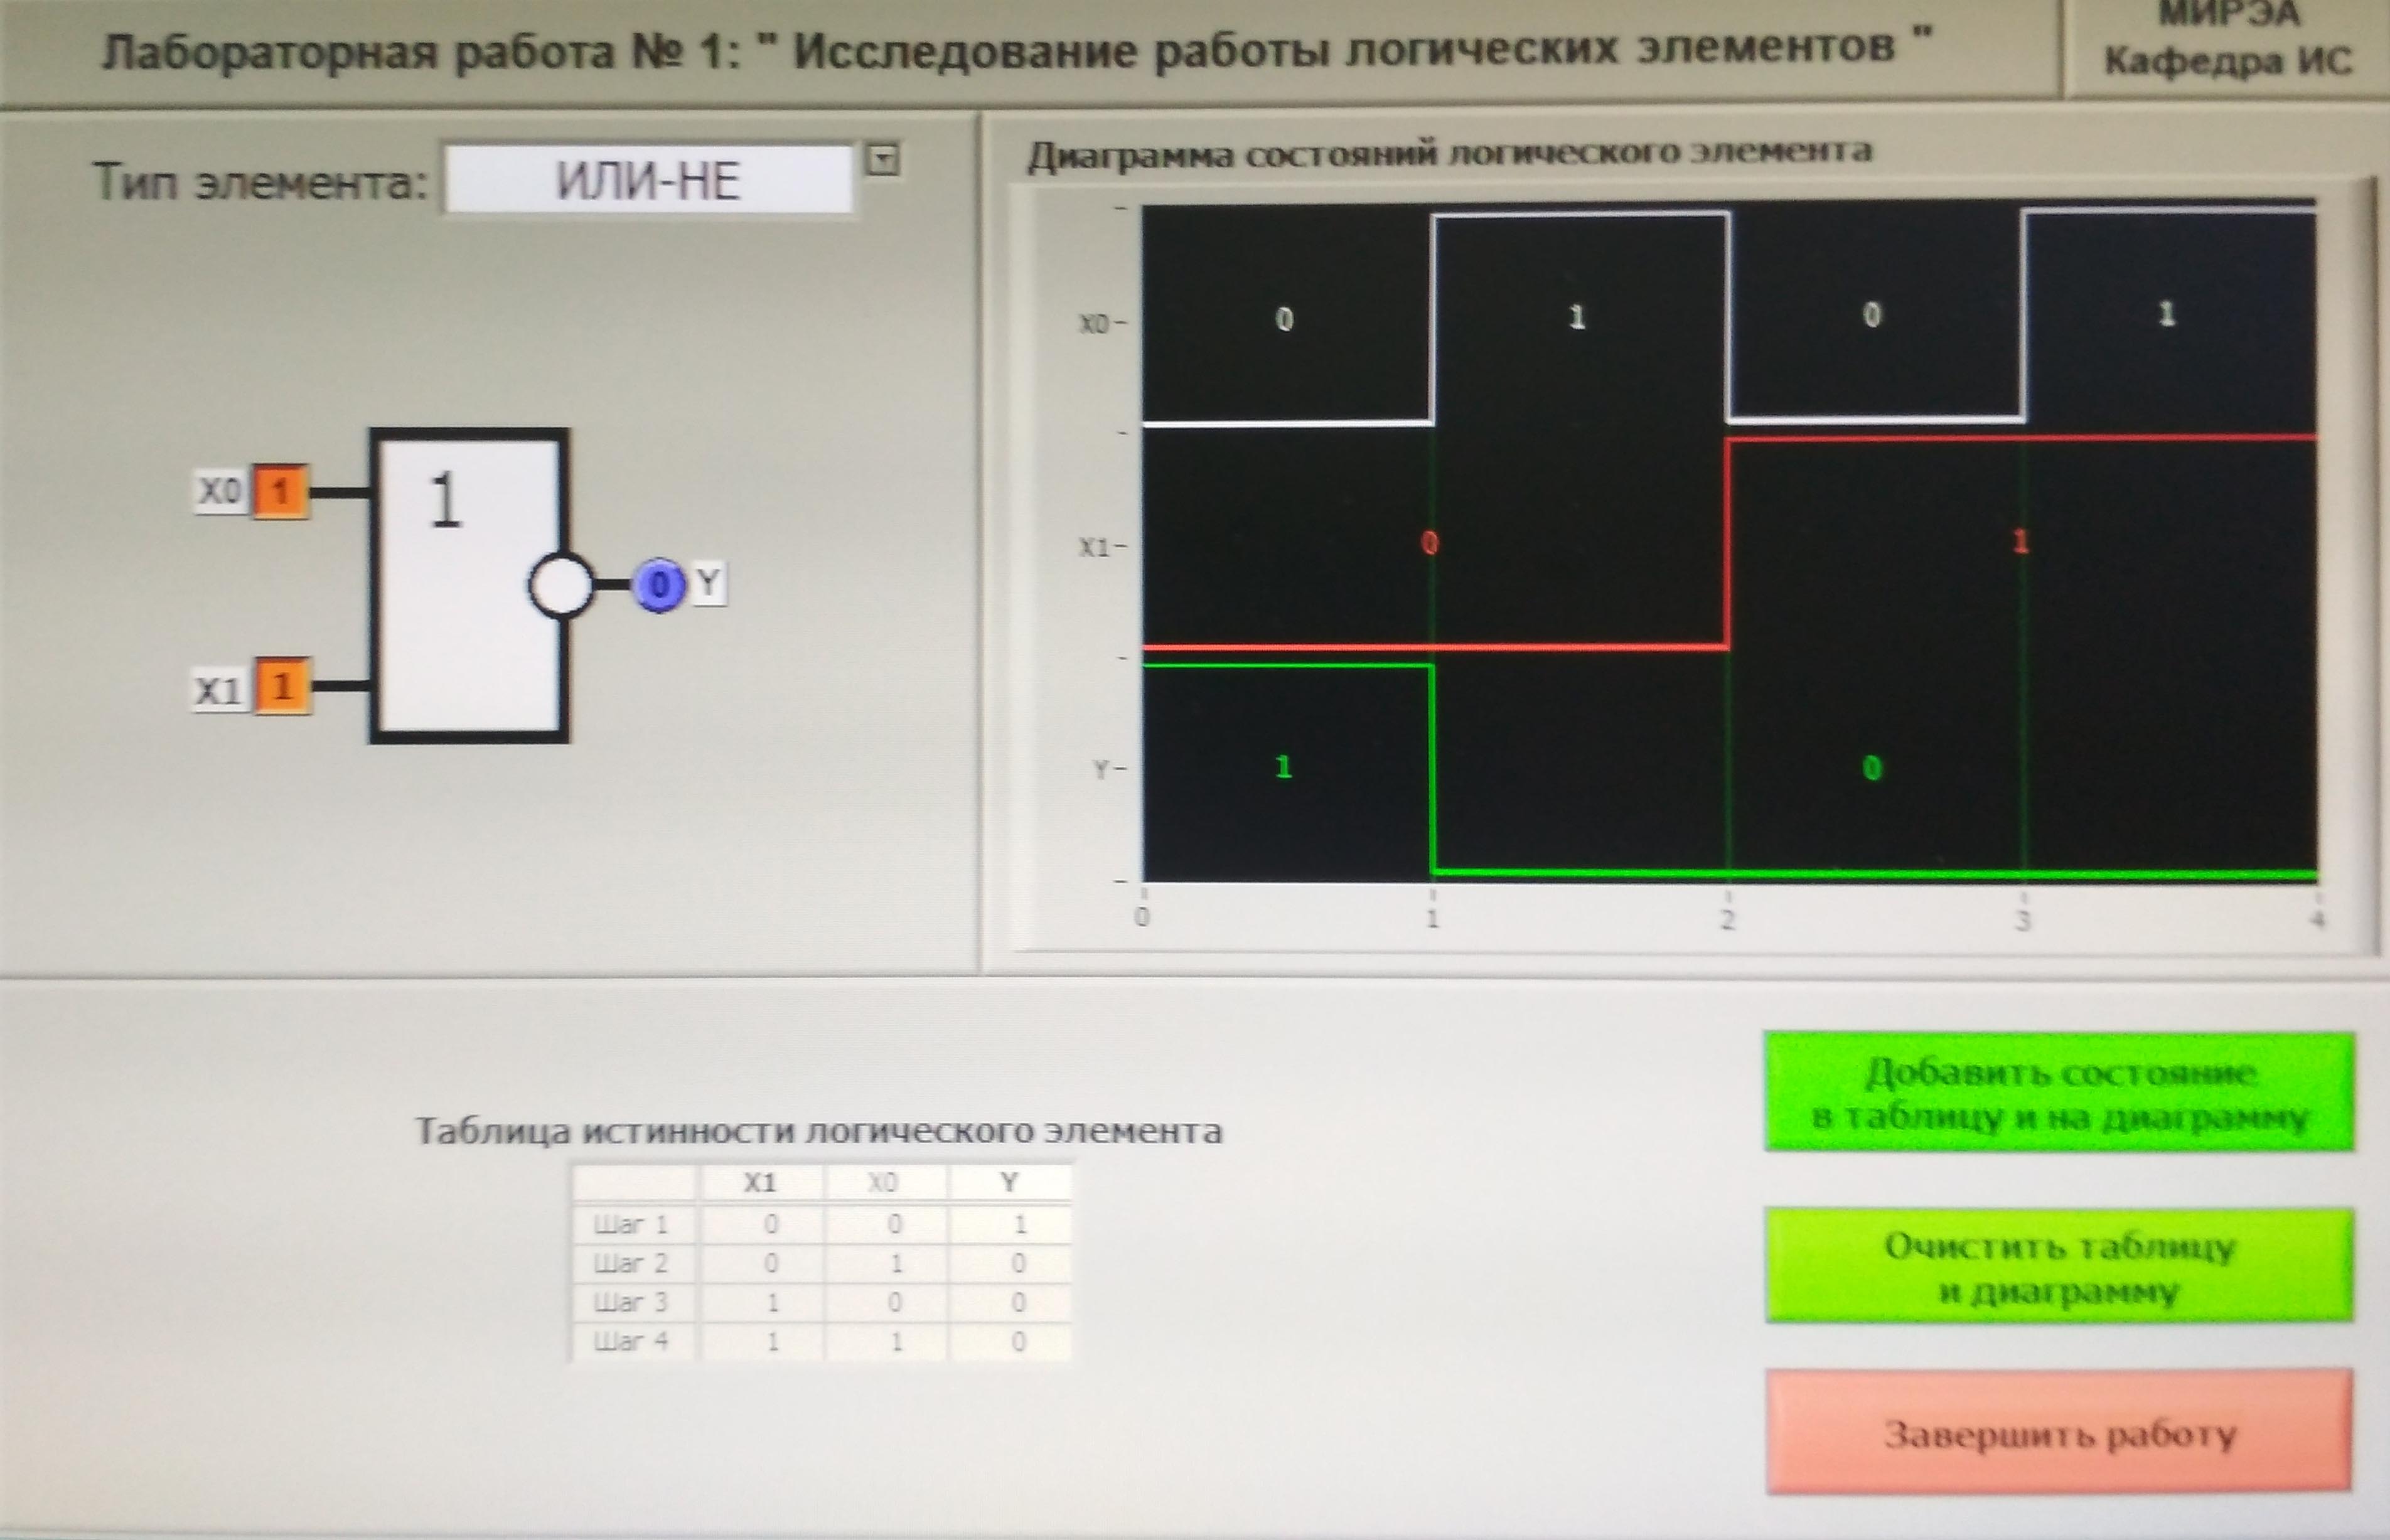 Лабораторная работа № 1: " Исследование работы логических элементов "
МИРЭА
Кафедра ИС
Тип элемента: ИЛИ-НЕ
X0 1
1
0 Y
X1 1
Диаграмма состояний логического элемента
X0 0 1 0 1
X1 0 1
Y 1 0
0 1 2 3 4
Таблица истинности логического элемента
X1 X0 Y
Шаг 1 0 0 1
Шаг 2 0 1 0
Шаг 3 1 0 0
Шаг 4 1 1 0
Добавить состояние
в таблицу и на диаграмму
Очистить таблицу
и диаграмму
Завершить работу